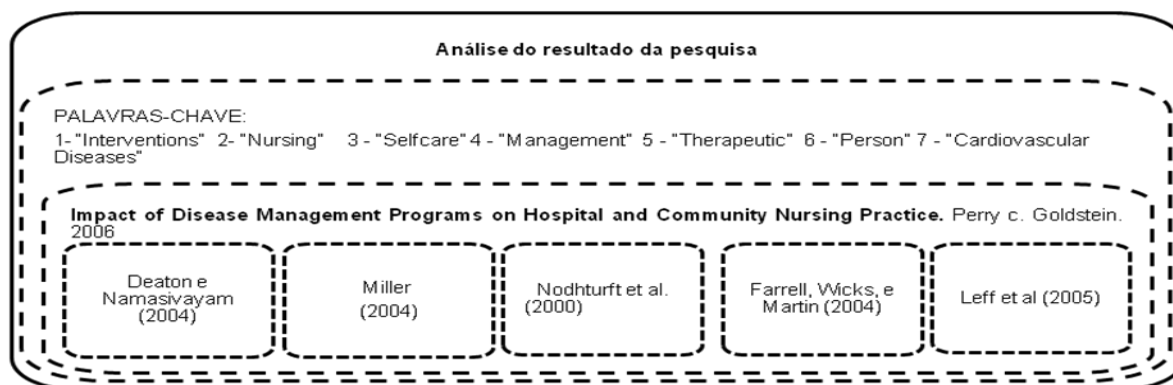 Análise do resultado da pesquisa
PALAVRAS-CHAVE:
1- "Interventions" 2- "Nursing" 3 - "Selfcare" 4 - "Management" 5 - "Therapeutic" 6 - "Person" 7 - "Cardiovascular
Diseases"
Impact of Disease Management Programs on Hospital and Community Nursing Practice. Perry c. Goldstein.
2006
Deaton e
Namasivayam
(2004)
Miller
(2004)
Nodhturft et al.
(2000)
Farrell, Wicks, e
Martin (2004)
Leff et al (2005)